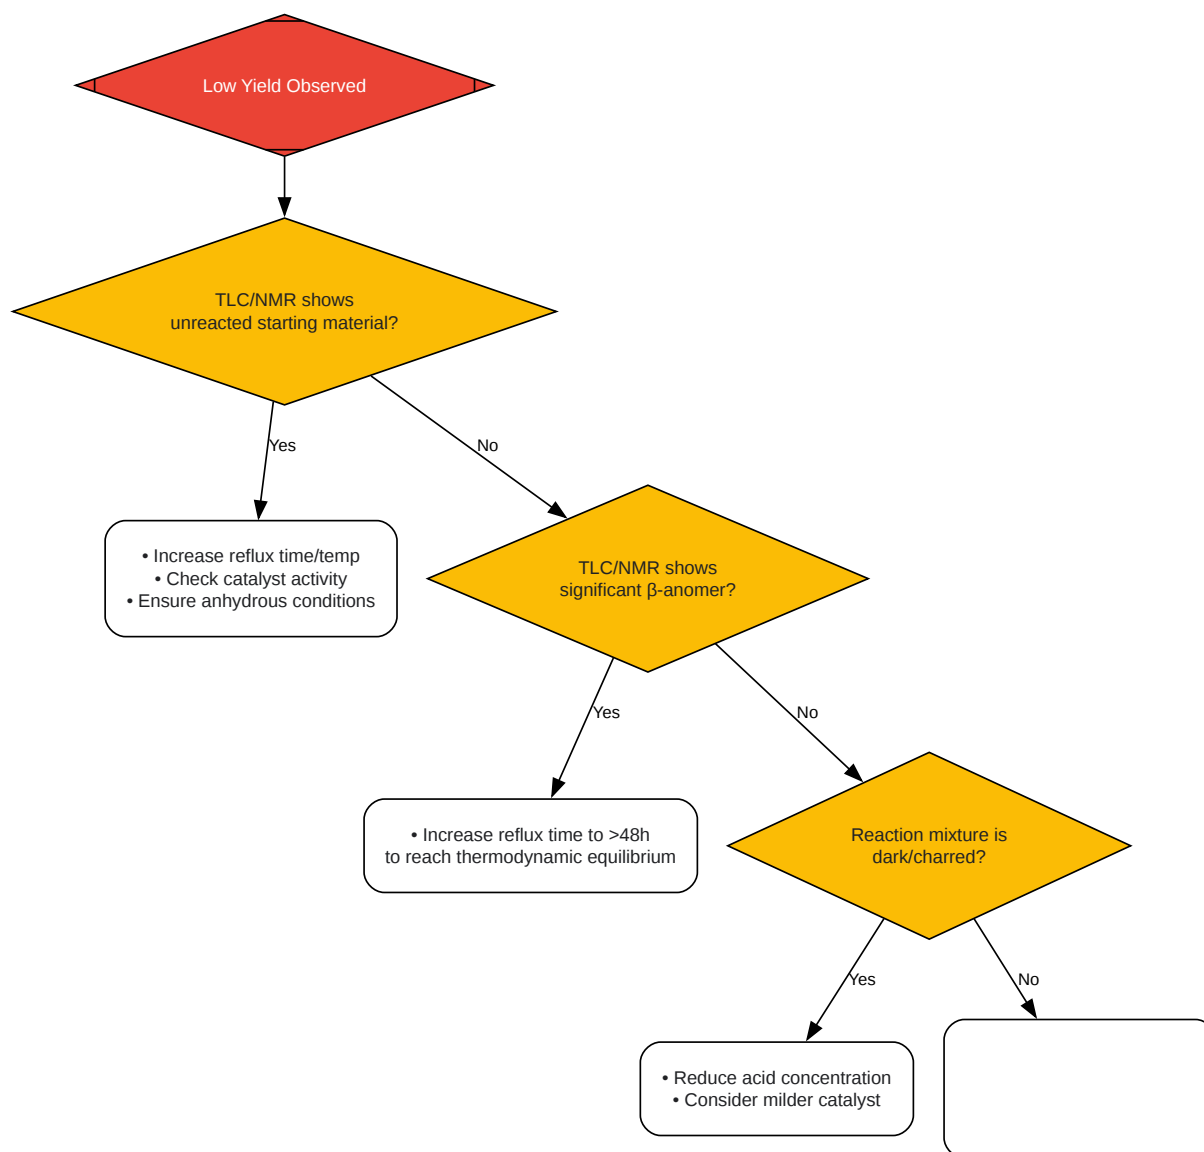 Low Yield Observed
TLC/NMR shows
unreacted starting material?
Yes
No
• Increase reflux time/temp
• Check catalyst activity
• Ensure anhydrous conditions
TLC/NMR shows
significant β-anomer?
Yes
No
• Increase reflux time to >48h
to reach thermodynamic equilibrium
Reaction mixture is
dark/charred?
Yes
No
• Reduce acid concentration
• Consider milder catalyst